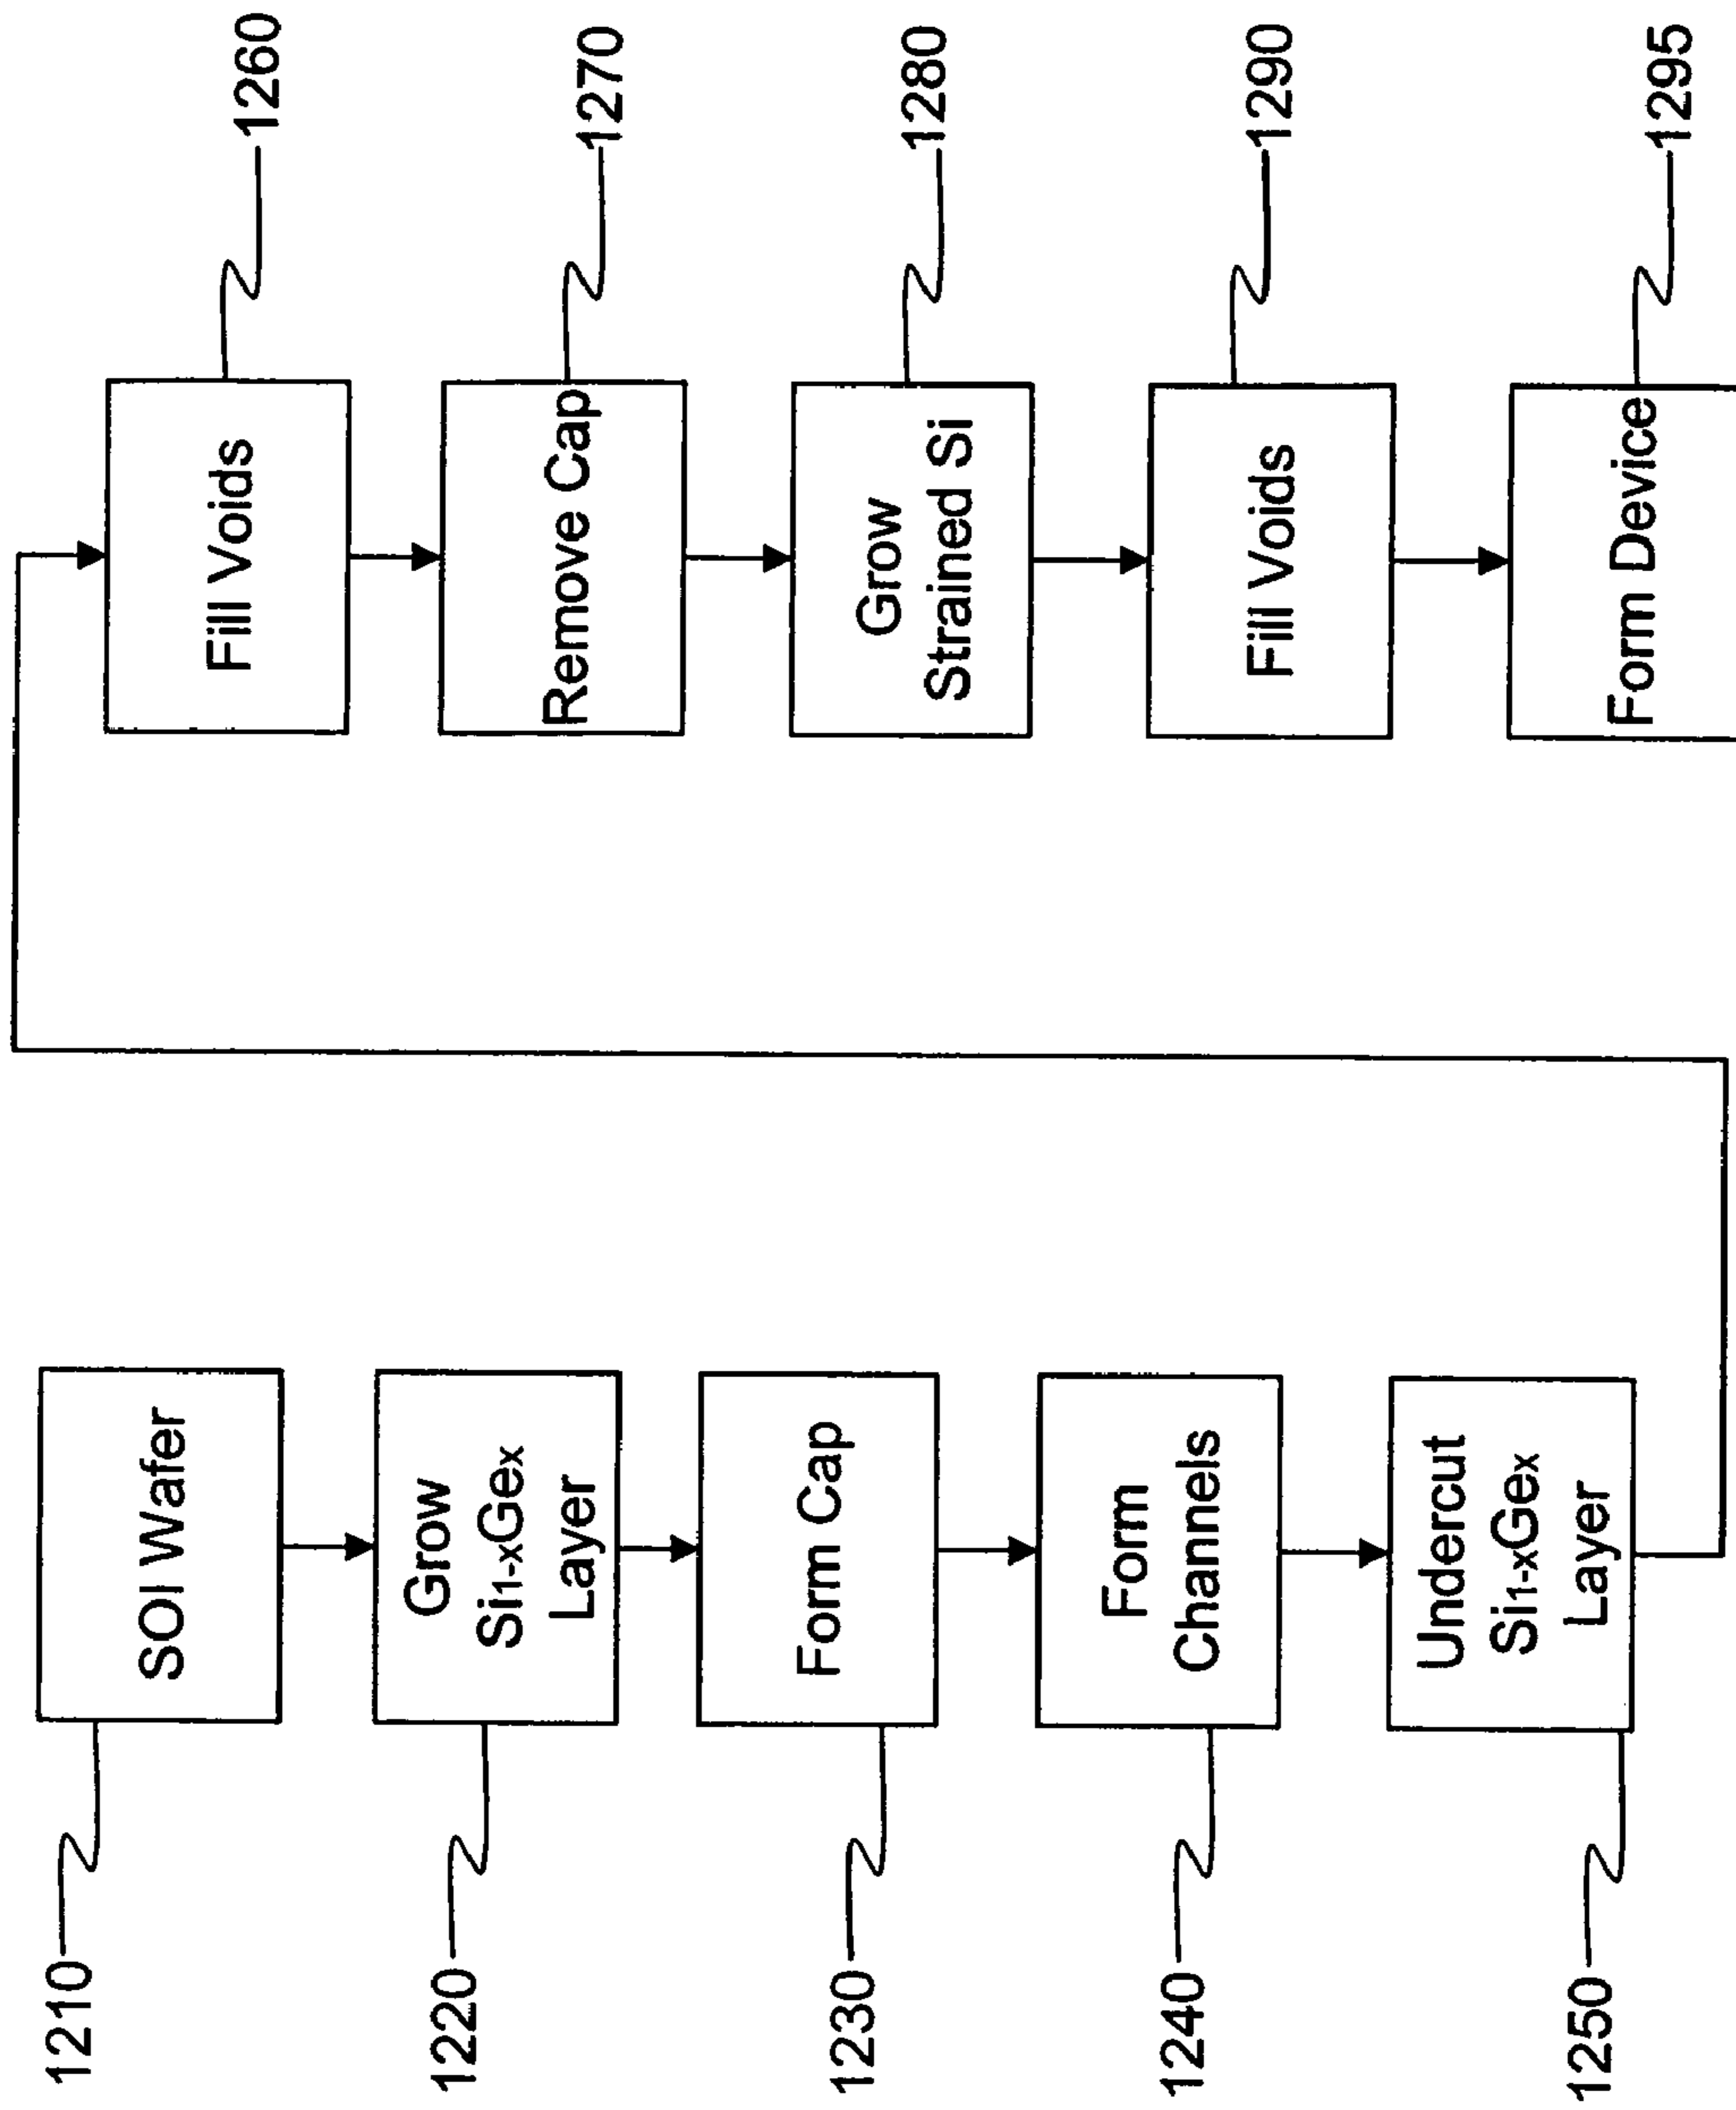 1210
SOI Wafer
1220
Grow
Si1-xGex
Layer
1230
Form Cap
1240
Form
Channels
1250
Undercut
Si1-xGex
Layer
Fill Voids
1260
Remove Cap
1270
Grow
Strained Si
1280
Fill Voids
1290
Form Device
1295